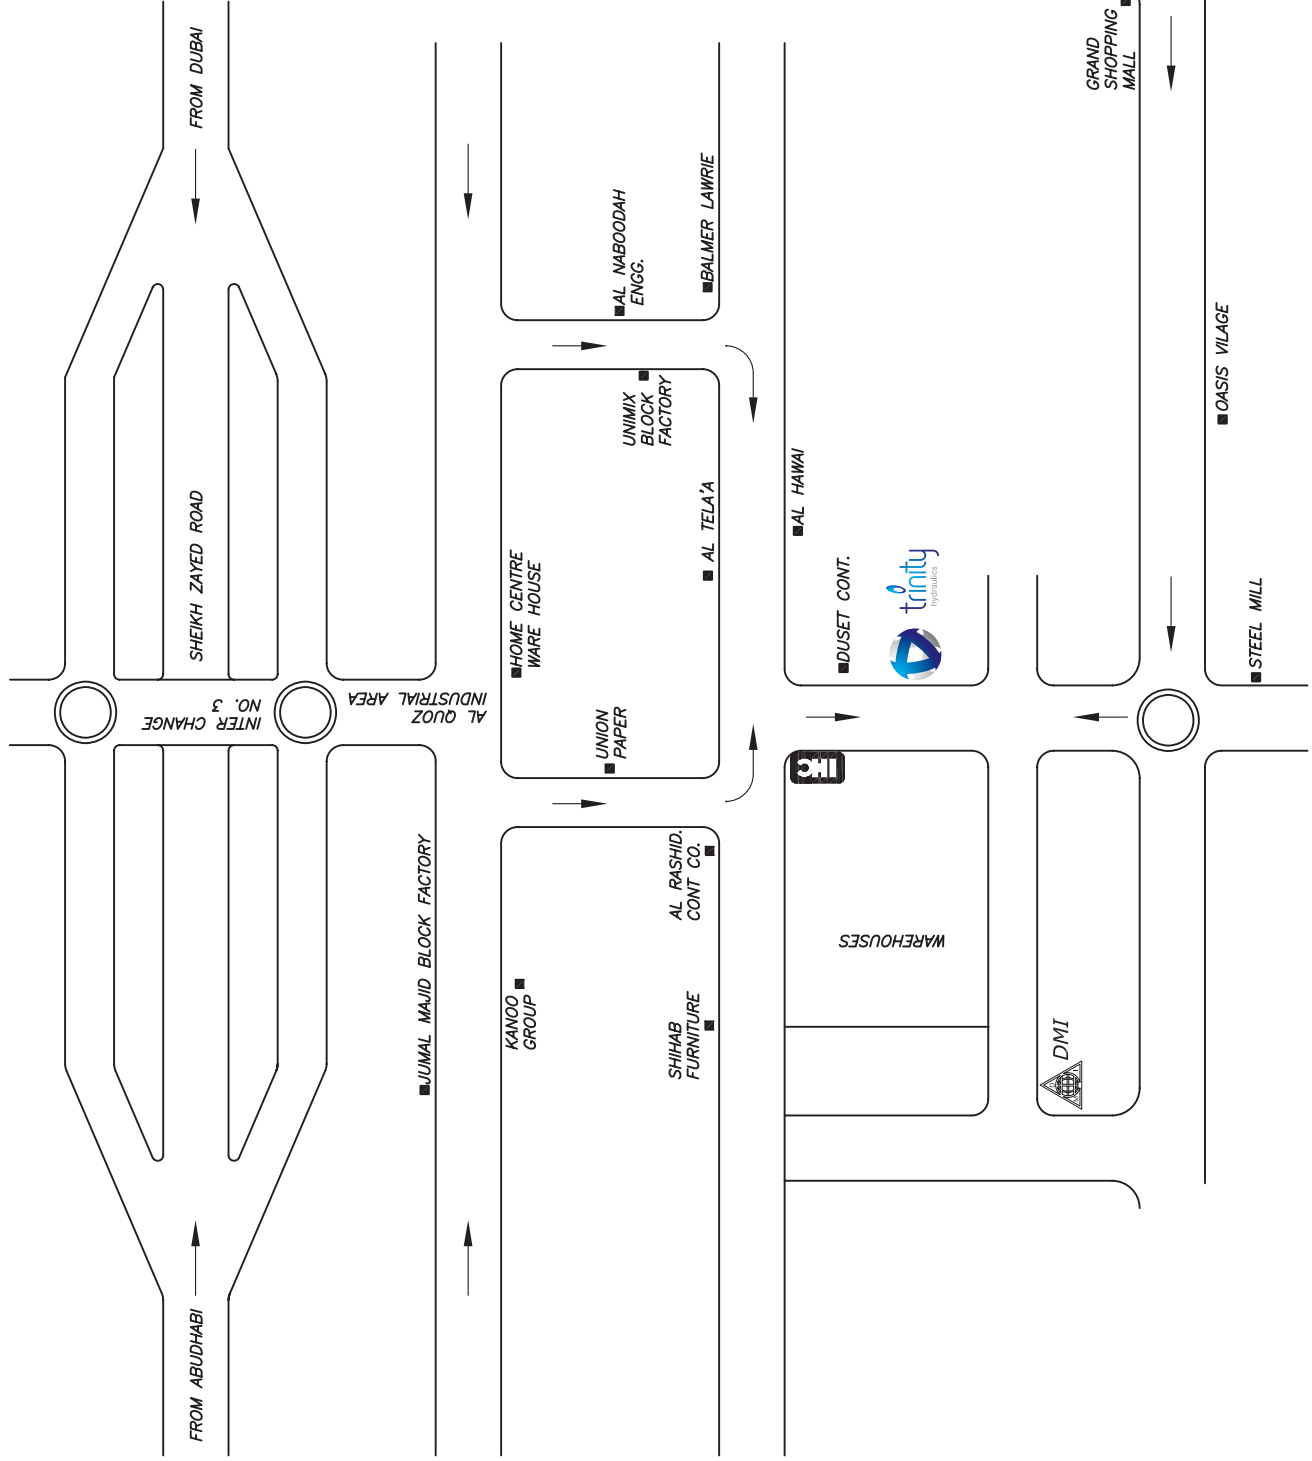 FROM DUBAI
SHEIKH ZAYED ROAD
FROM ABUDHABI
INTER CHANGE
NO. 3
AL QUOZ
INDUSTRIAL AREA
JUMAL MAJID BLOCK FACTORY
HOME CENTRE
WARE HOUSE
UNION
PAPER
KANOO
GROUP
AL NABOODAH
ENGG.
BALMER LAWRIE
UNIMIX
BLOCK
FACTORY
AL TELA'A
AL RASHID.
CONT CO.
SHIHAB
FURNITURE
AL HAWAI
DUSET CONT.
trinity
hydraulics
IHC
WAREHOUSES
DMI
GRAND
SHOPPING
MALL
OASIS VILAGE
STEEL MILL